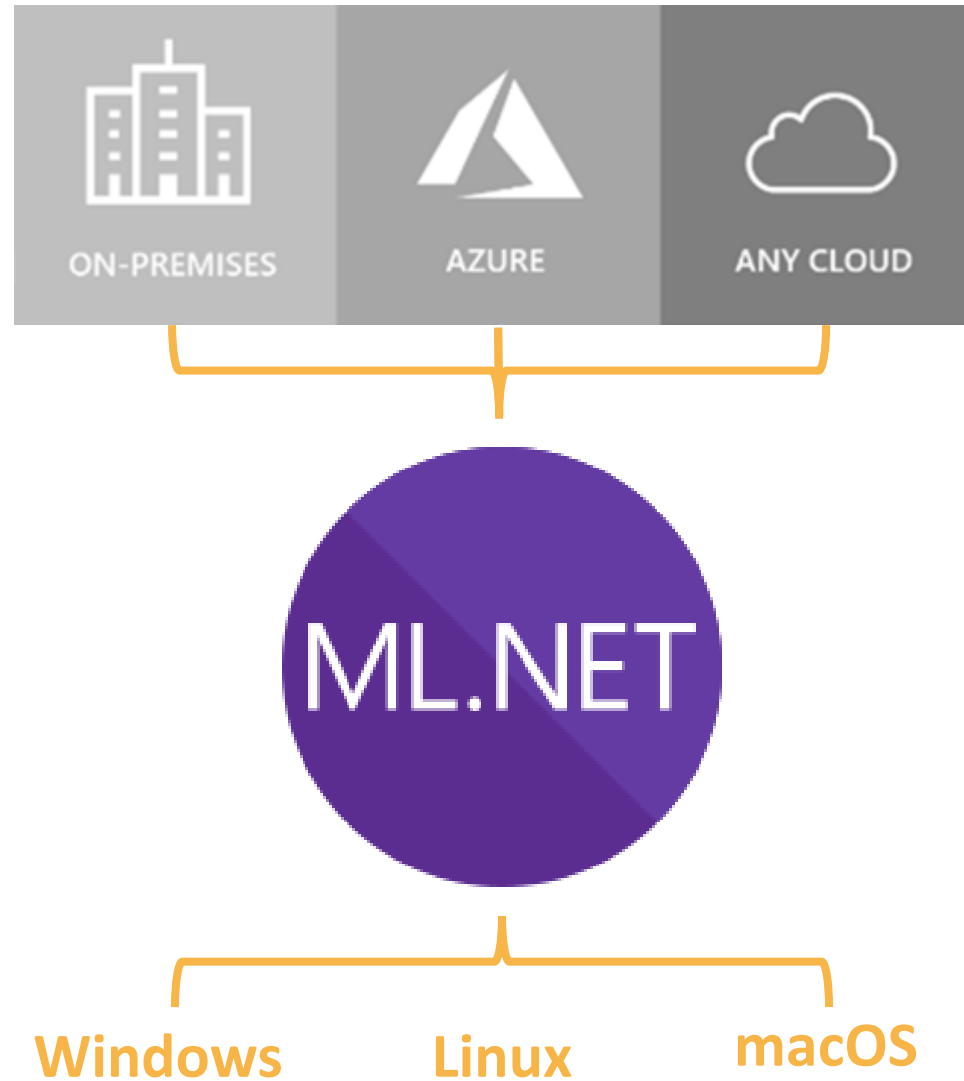 ON-PREMISES
AZURE
ANY CLOUD
ML.NET
Windows
Linux
macOS